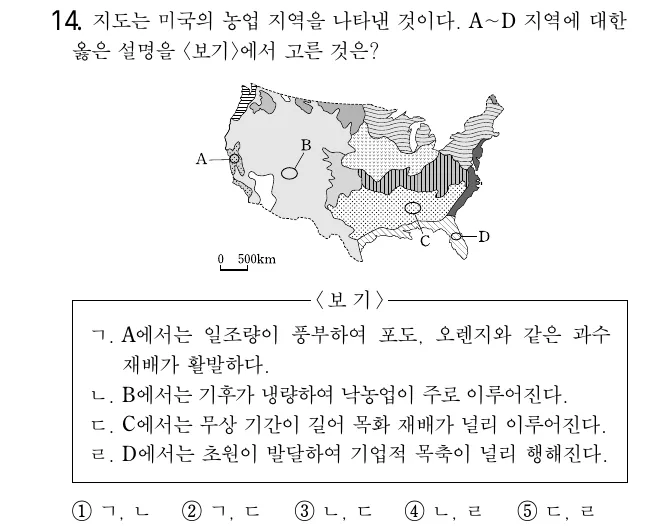 14. 지도는 미국의 농업 지역을 나타낸 것이다. A~D 지역에 대한
옳은 설명을 〈보기〉에서 고른 것은?
B
A
D
C
0 500km
〈보 기〉
ㄱ. A에서는 일조량이 풍부하여 포도, 오렌지와 같은 과수
재배가 활발하다.
ㄴ. B에서는 기후가 냉량하여 낙농업이 주로 이루어진다.
ㄷ. C에서는 무상 기간이 길어 목화 재배가 널리 이루어진다.
ㄹ. D에서는 초원이 발달하여 기업적 목축이 널리 행해진다.
① ㄱ, ㄴ ② ㄱ, ㄷ ③ ㄴ, ㄷ ④ ㄴ, ㄹ ⑤ ㄷ, ㄹ